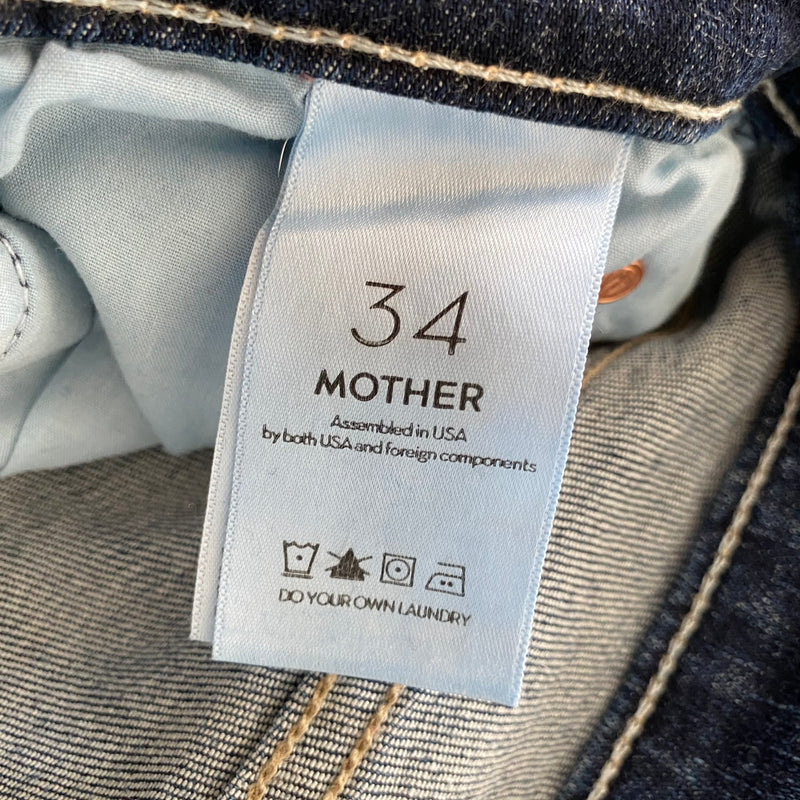 34
MOTHER
Assembled in USA
by both USA and foreign components
DO YOUR OWN LAUNDRY